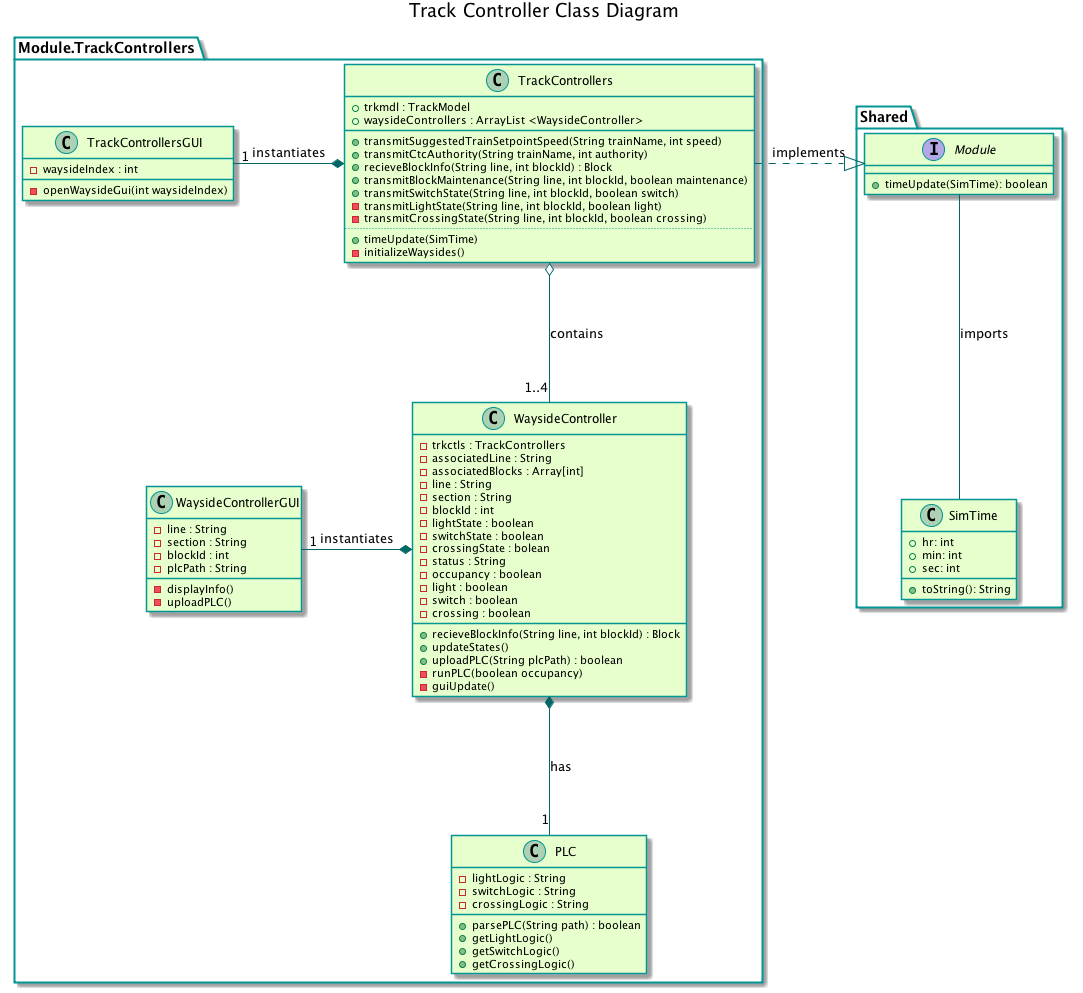 Track Controller Class Diagram
Module.TrackControllers
C TrackControllers
trkmdl : TrackModel
waysideControllers : ArrayList <WaysideController>
transmitSuggestedTrainSetpointSpeed(String trainName, int speed)
transmitCtcAuthority(String trainName, int authority)
recieveBlockInfo(String line, int blockId) : Block
transmitBlockMaintenance(String line, int blockId, boolean maintenance)
transmitSwitchState(String line, int blockId, boolean switch)
transmitLightState(String line, int blockId, boolean light)
transmitCrossingState(String line, int blockId, boolean crossing)
timeUpdate(SimTime)
initializeWaysides()
C TrackControllersGUI
waysideIndex : int
openWaysideGui(int waysideIndex)
1 instantiates
implements
Shared
I Module
timeUpdate(SimTime): boolean
contains
1..4
imports
C WaysideController
trkctls : TrackControllers
associatedLine : String
associatedBlocks : Array[int]
line : String
section : String
blockId : int
lightState : boolean
switchState : boolean
crossingState : bolean
status : String
occupancy : boolean
light : boolean
switch : boolean
crossing : boolean
recieveBlockInfo(String line, int blockId) : Block
updateStates()
uploadPLC(String plcPath) : boolean
runPLC(boolean occupancy)
guiUpdate()
C WaysideControllerGUI
line : String
section : String
blockId : int
plcPath : String
displayInfo()
uploadPLC()
1 instantiates
C SimTime
hr: int
min: int
sec: int
toString(): String
has
1
C PLC
lightLogic : String
switchLogic : String
crossingLogic : String
parsePLC(String path) : boolean
getLightLogic()
getSwitchLogic()
getCrossingLogic()